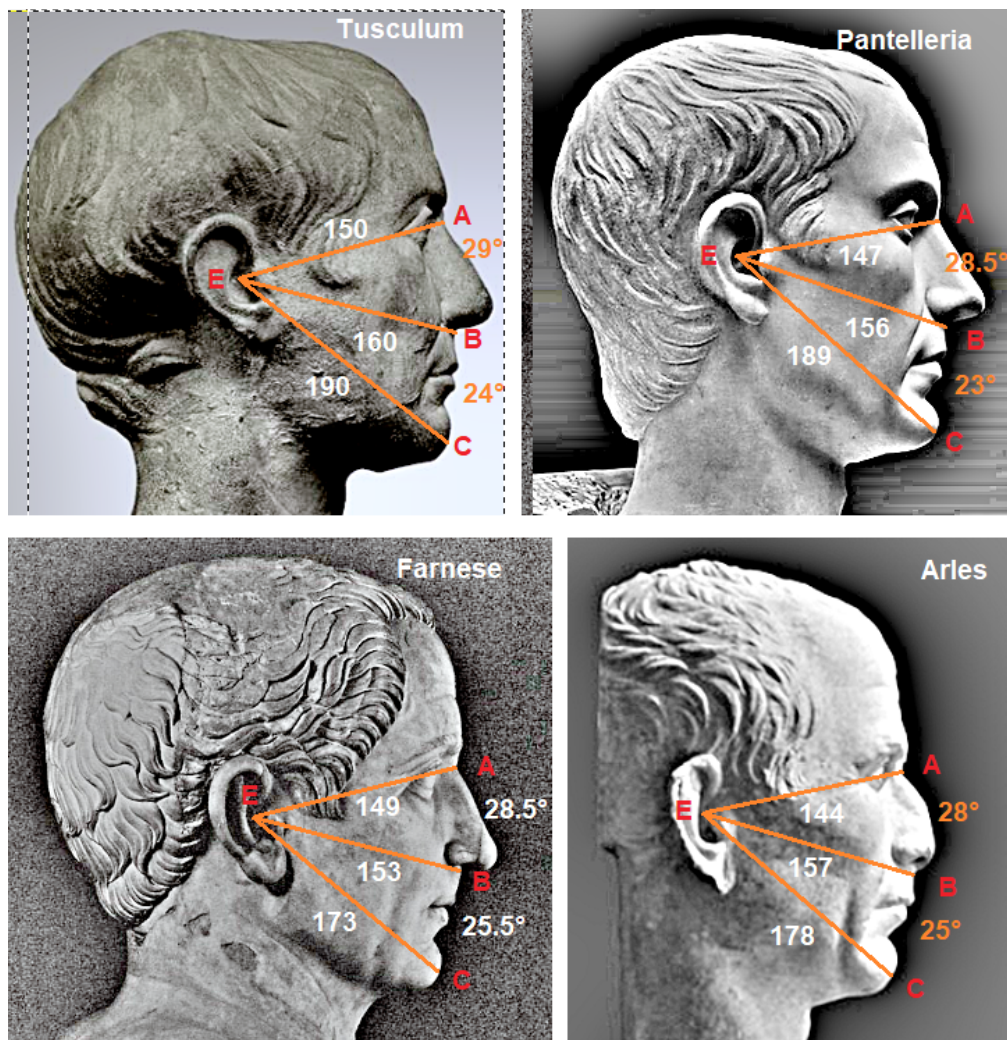 Tusculum
A
150
29°
E
B
160
190
24°
C
Pantelleria
A
E
147
28.5°
156
B
189
23°
C
Farnese
A
E
149
28.5°
153
B
25.5°
173
C
Arles
A
E
144
28°
157
B
25°
178
C